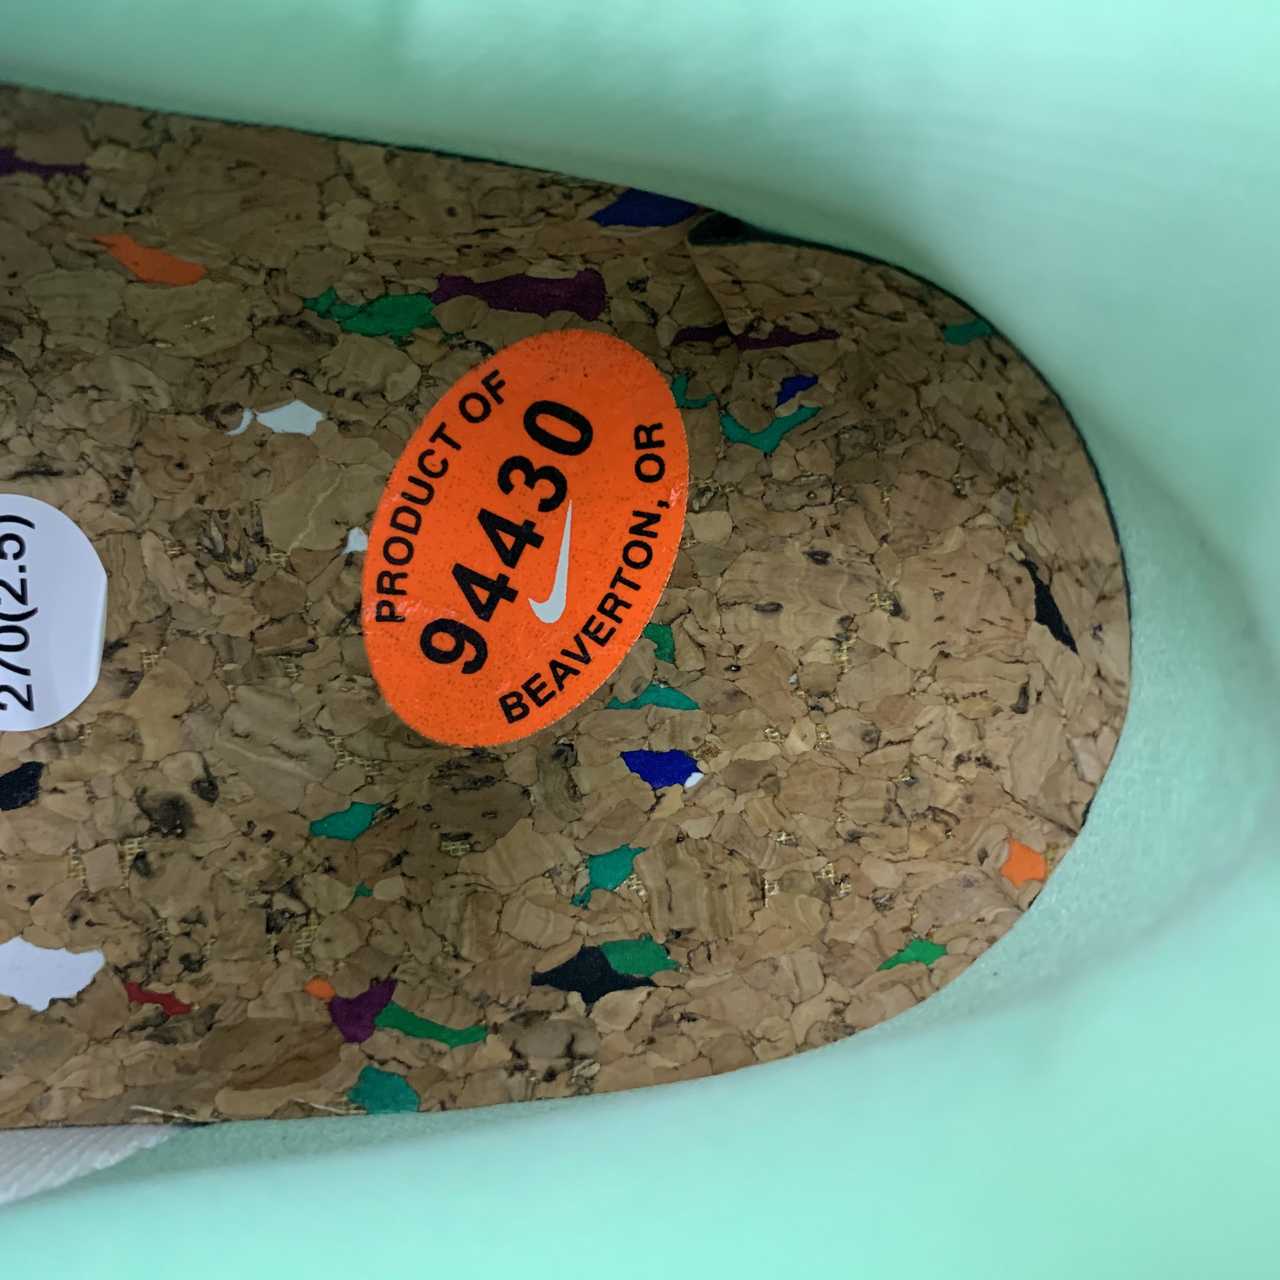 PRODUCT OF
94430
BEAVERTON, OR
270(2.5)